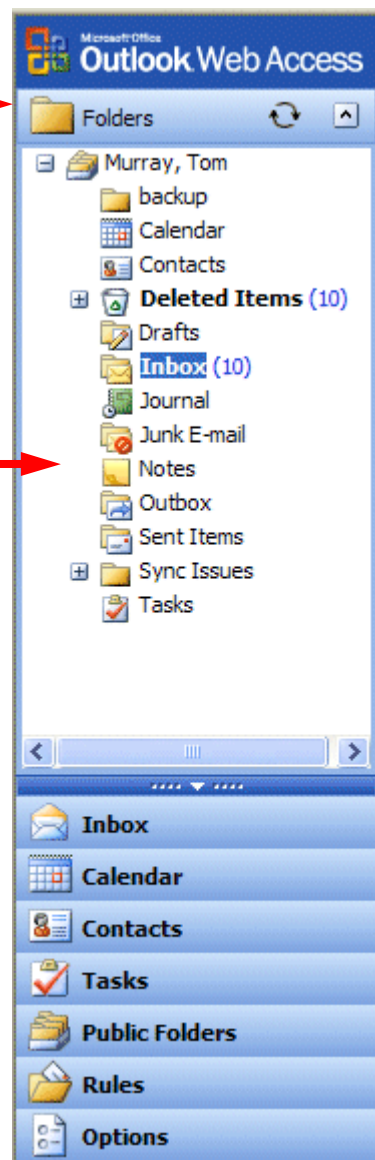 Microsoft Office
Outlook Web Access
Folders
Murray, Tom
backup
Calendar
Contacts
Deleted Items (10)
Drafts
Inbox (10)
Journal
Junk E-mail
Notes
Outbox
Sent Items
Sync Issues
Tasks
Inbox
Calendar
Contacts
Tasks
Public Folders
Rules
Options